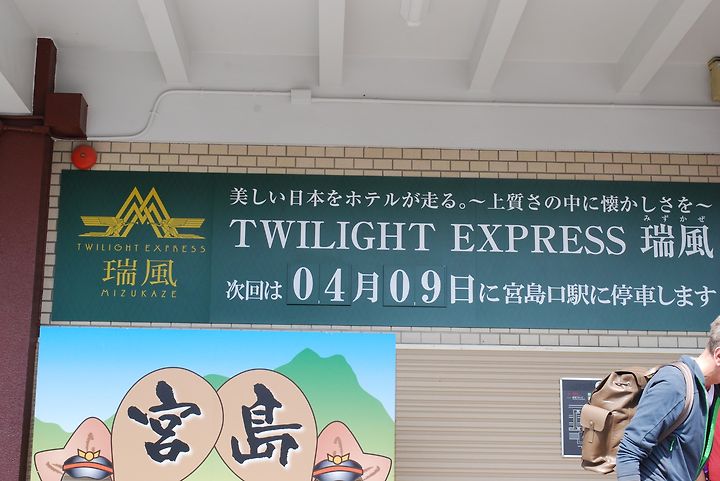 美しい日本をホテルが走る。～上質さの中に懐かしさを～
みずかぜ
TWILIGHT EXPRESS 瑞風
次回は04月09日に宮島口駅に停車します
TWILIGHT EXPRESS
瑞風
MIZUKAZE
宮島